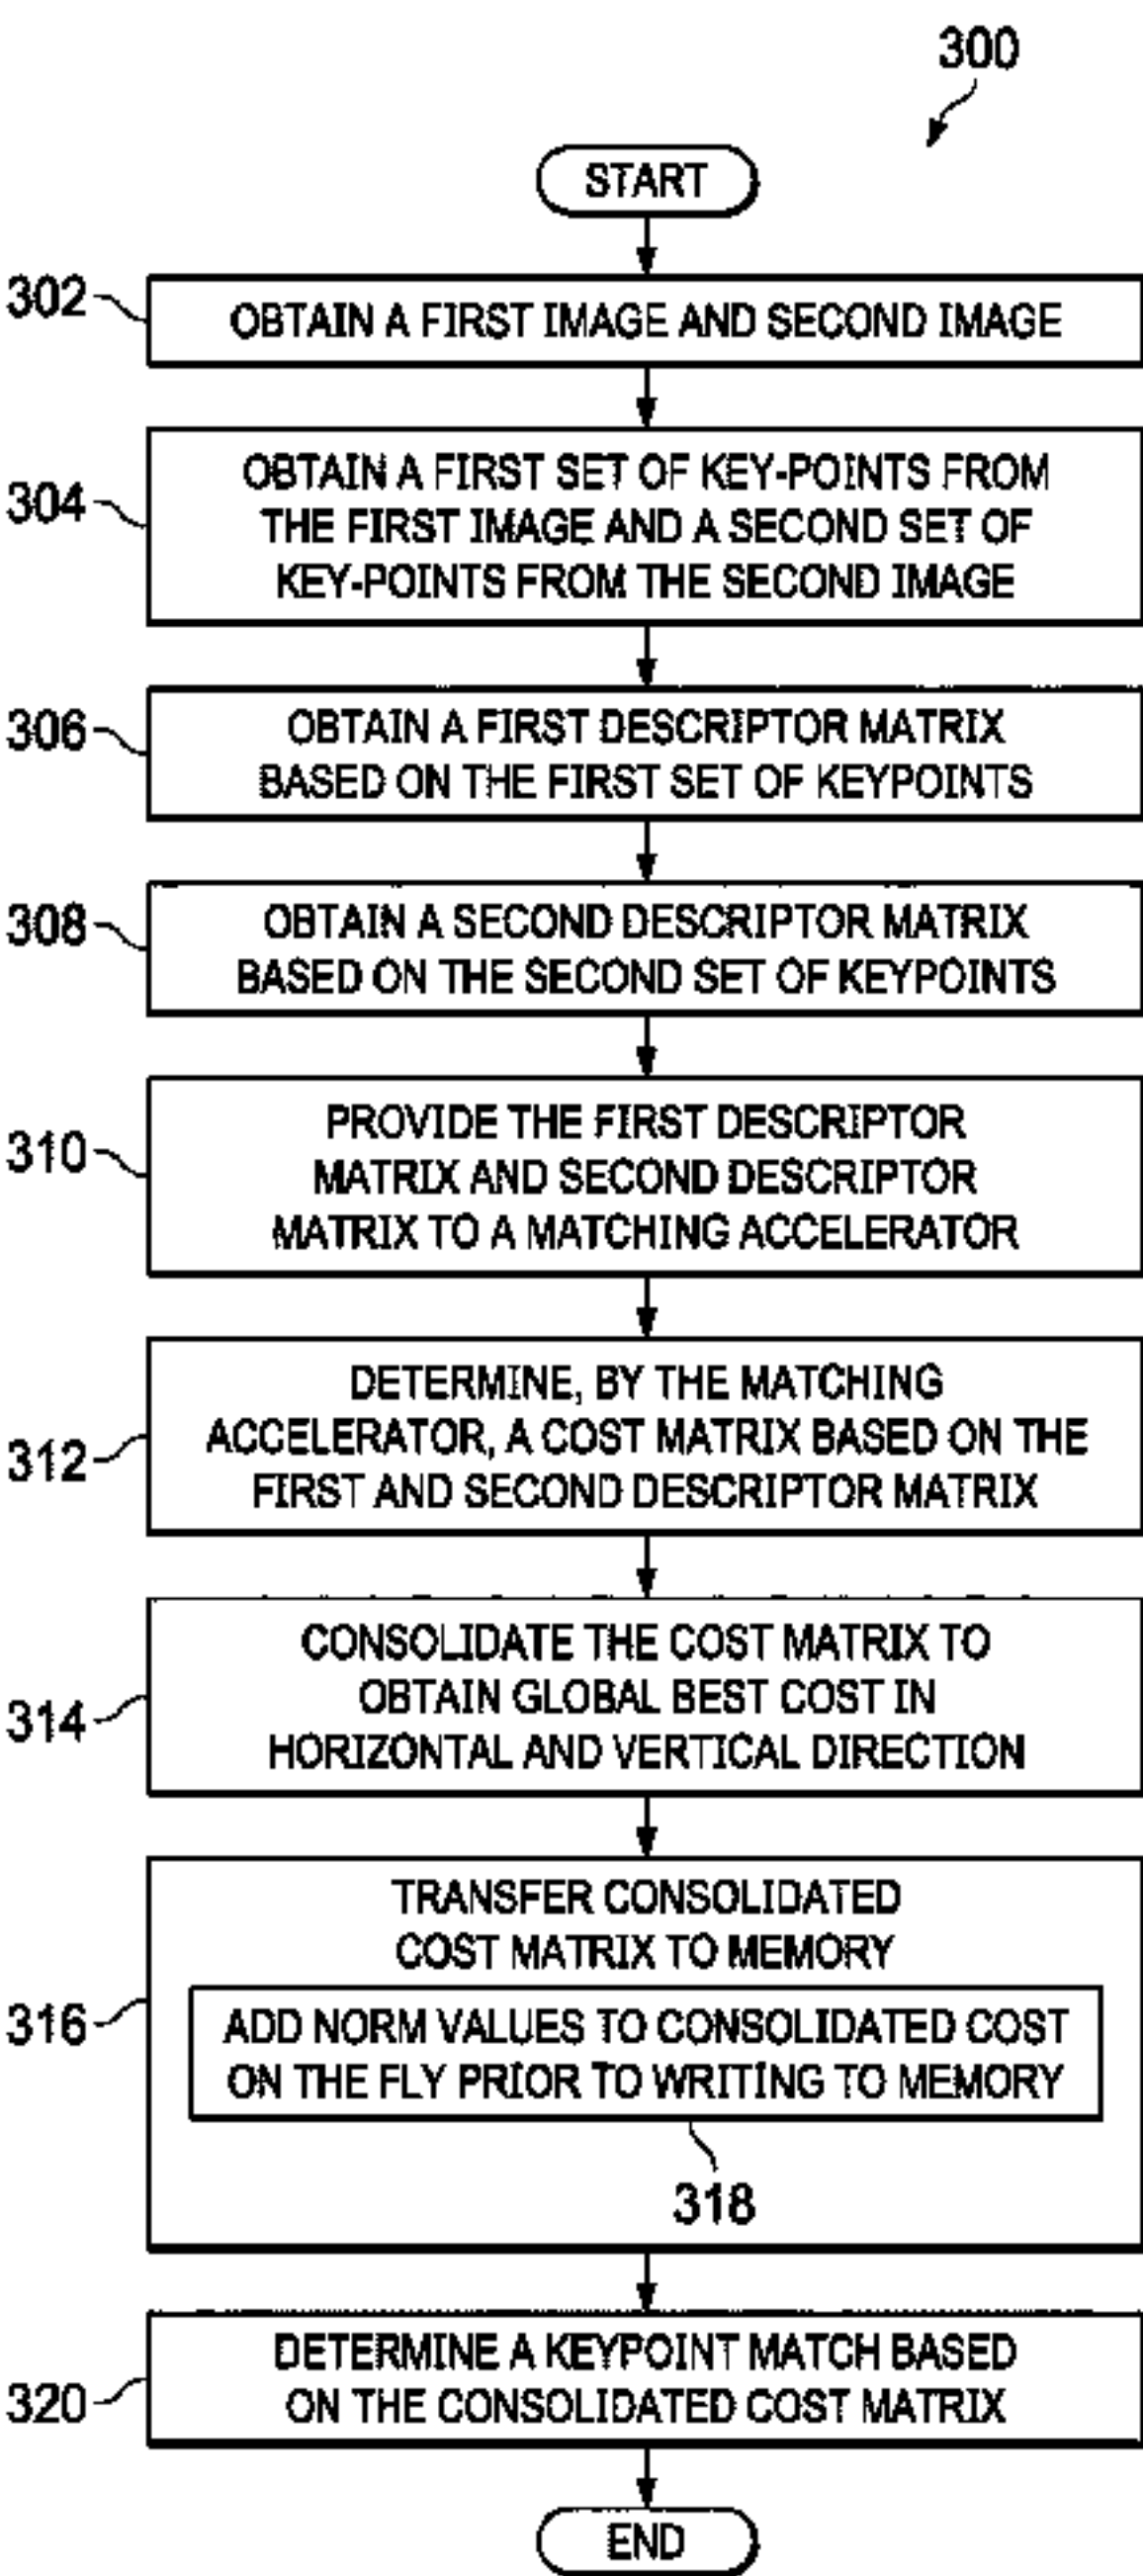 300
START
302
OBTAIN A FIRST IMAGE AND SECOND IMAGE
304
OBTAIN A FIRST SET OF KEY-POINTS FROM
THE FIRST IMAGE AND A SECOND SET OF
KEY-POINTS FROM THE SECOND IMAGE
306
OBTAIN A FIRST DESCRIPTOR MATRIX
BASED ON THE FIRST SET OF KEYPOINTS
308
OBTAIN A SECOND DESCRIPTOR MATRIX
BASED ON THE SECOND SET OF KEYPOINTS
310
PROVIDE THE FIRST DESCRIPTOR
MATRIX AND SECOND DESCRIPTOR
MATRIX TO A MATCHING ACCELERATOR
312
DETERMINE, BY THE MATCHING
ACCELERATOR, A COST MATRIX BASED ON THE
FIRST AND SECOND DESCRIPTOR MATRIX
314
CONSOLIDATE THE COST MATRIX TO
OBTAIN GLOBAL BEST COST IN
HORIZONTAL AND VERTICAL DIRECTION
316
TRANSFER CONSOLIDATED
COST MATRIX TO MEMORY
ADD NORM VALUES TO CONSOLIDATED COST
ON THE FLY PRIOR TO WRITING TO MEMORY
318
320
DETERMINE A KEYPOINT MATCH BASED
ON THE CONSOLIDATED COST MATRIX
END